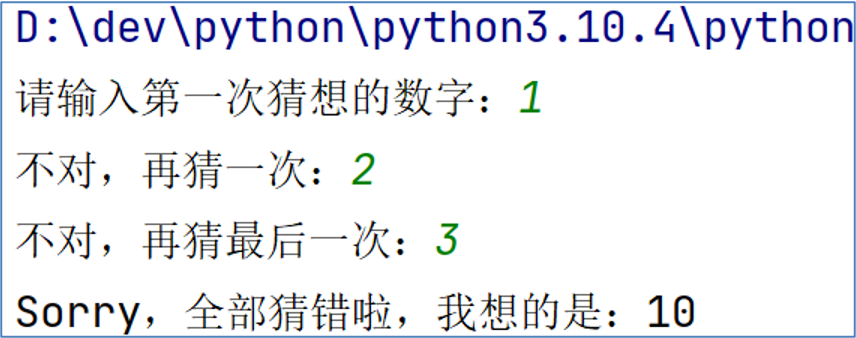 D:\dev\python\python3.10.4\python
请输入第一次猜想的数字：1
不对，再猜一次：2
不对，再猜最后一次：3
Sorry，全部猜错啦，我想的是：10